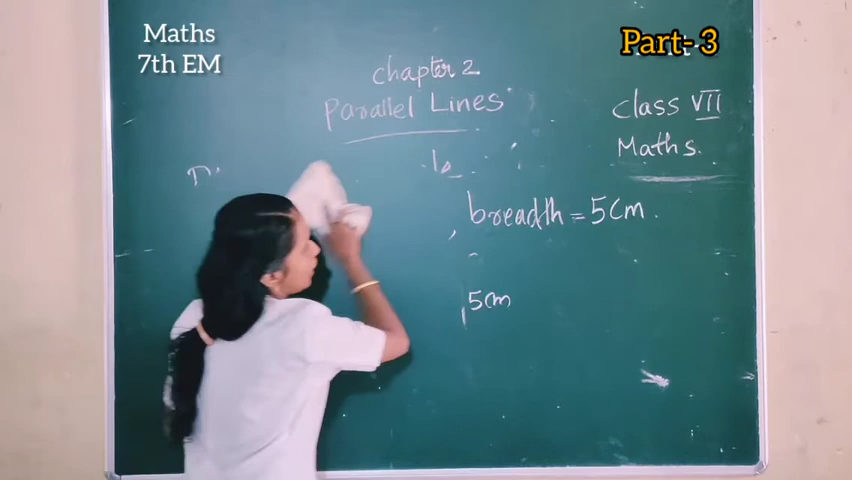 Maths
7th EM
Part- 3
chapter 2
Parallel Lines
class VII
Maths.
breadth = 5cm.
5cm